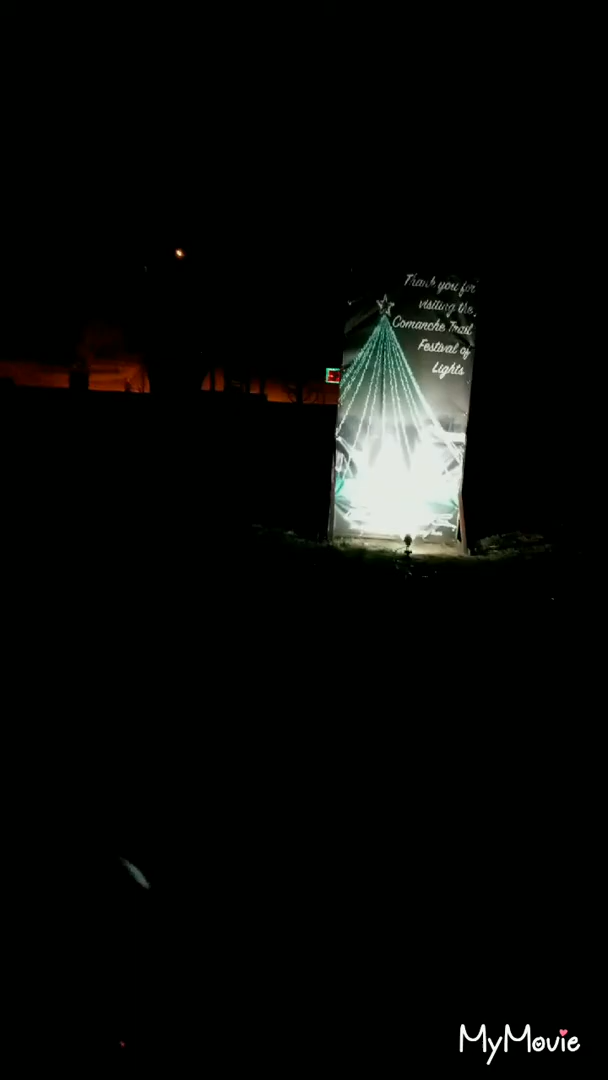 Thank you for
visiting the
Comanche Trail
Festival of
Lights
MyMovie